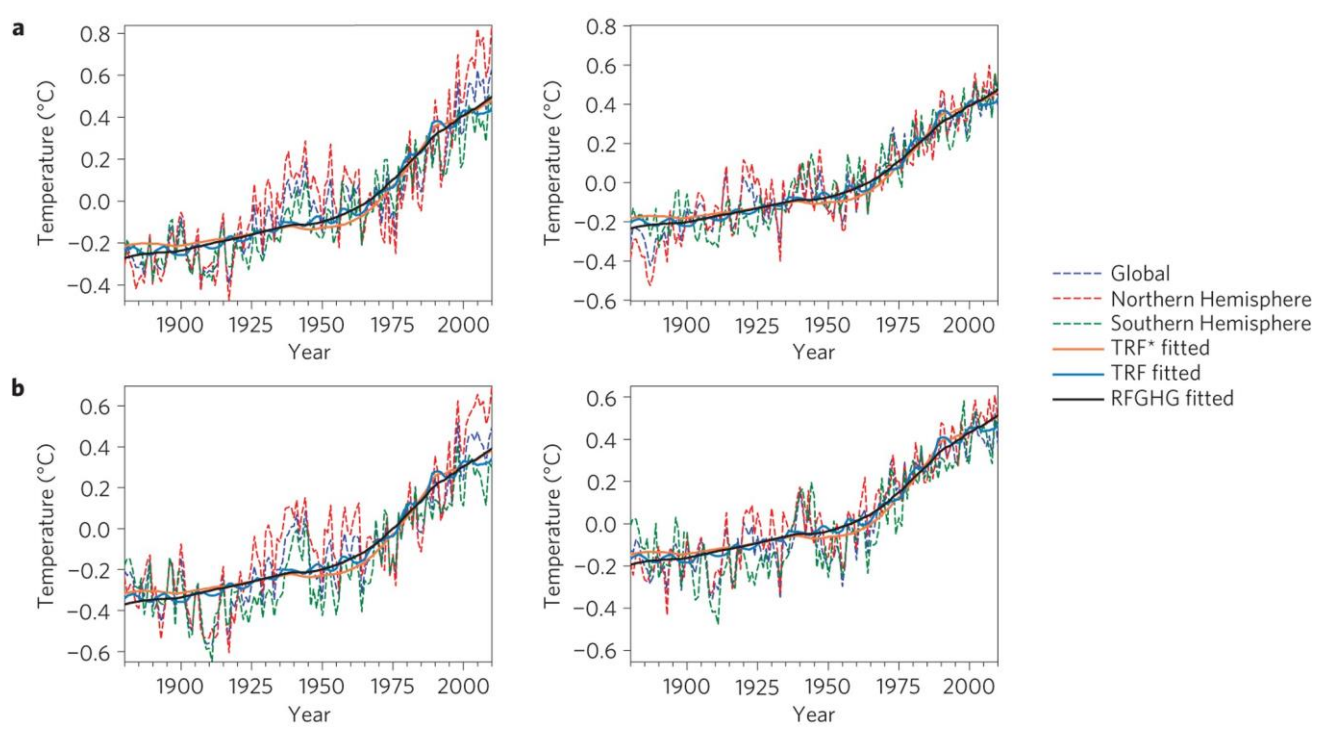 a
0.8
0.6
0.4
0.2
0.0
−0.2
−0.4
Temperature (°C)
1900 1925 1950 1975 2000
Year
0.8
0.6
0.4
0.2
0.0
−0.2
−0.4
−0.6
Temperature (°C)
1900 1925 1950 1975 2000
Year
Global
Northern Hemisphere
Southern Hemisphere
TRF* fitted
TRF fitted
RFGHG fitted
b
0.6
0.4
0.2
0.0
−0.2
−0.4
−0.6
Temperature (°C)
1900 1925 1950 1975 2000
Year
0.6
0.4
0.2
0.0
−0.2
−0.4
−0.6
Temperature (°C)
1900 1925 1950 1975 2000
Year